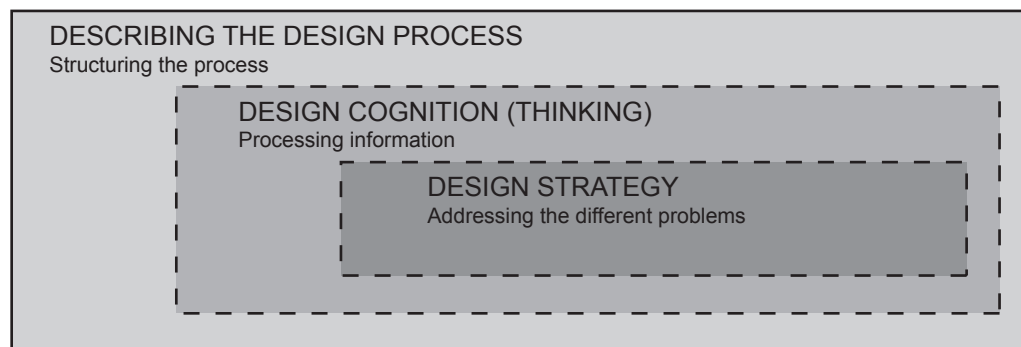 DESCRIBING THE DESIGN PROCESS
Structuring the process
DESIGN COGNITION (THINKING)
Processing information
DESIGN STRATEGY
Addressing the different problems